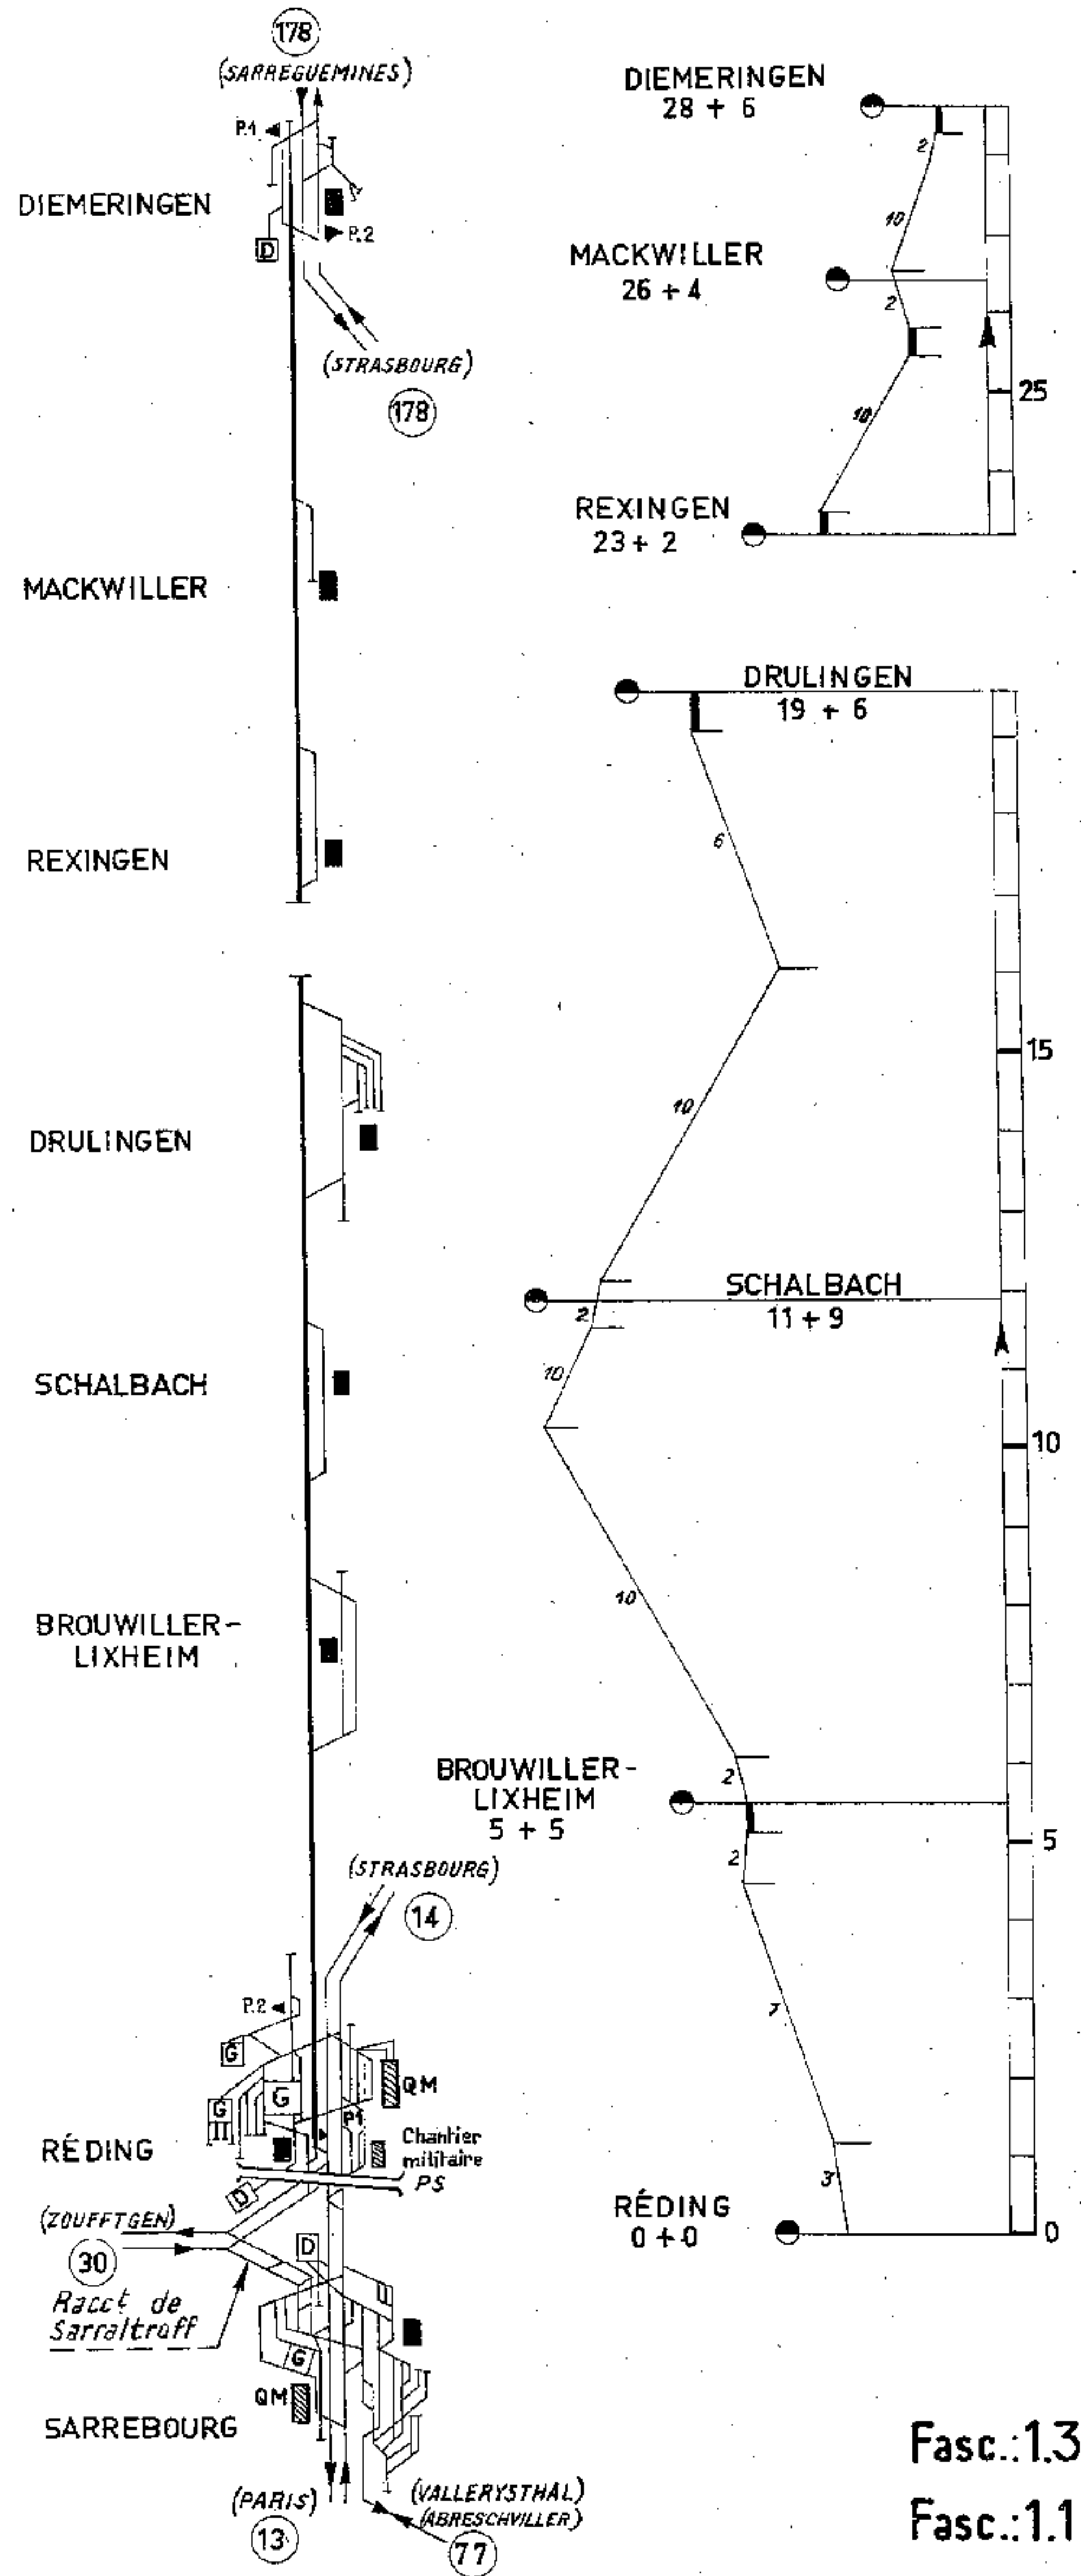 178
(SARREGUEMINES)
P.1
DIEMERINGEN
P.2
D
(STRASBOURG)
178
MACKWILLER
REXINGEN
DRULINGEN
SCHALBACH
BROUWILLER-
LIXHEIM
(STRASBOURG)
14
P.2
G
G
G
QM
P1
RÉDING
Chantier
militaire
PS
D
(ZOUFFTGEN)
30
D
Racct de
Sarraltroff
G
QM
SARREBOURG
(PARIS)
13
(VALLERYSTHAL)
(ABRESCHVILLER)
77
DIEMERINGEN
28 + 6
2
10
MACKWILLER
26 + 4
2
25
10
REXINGEN
23 + 2
DRULINGEN
19 + 6
6
15
10
SCHALBACH
11 + 9
2
10
10
10
BROUWILLER-
LIXHEIM
5 + 5
2
5
2
7
3
RÉDING
0 + 0
0
Fasc.:1.3
Fasc.:1.1